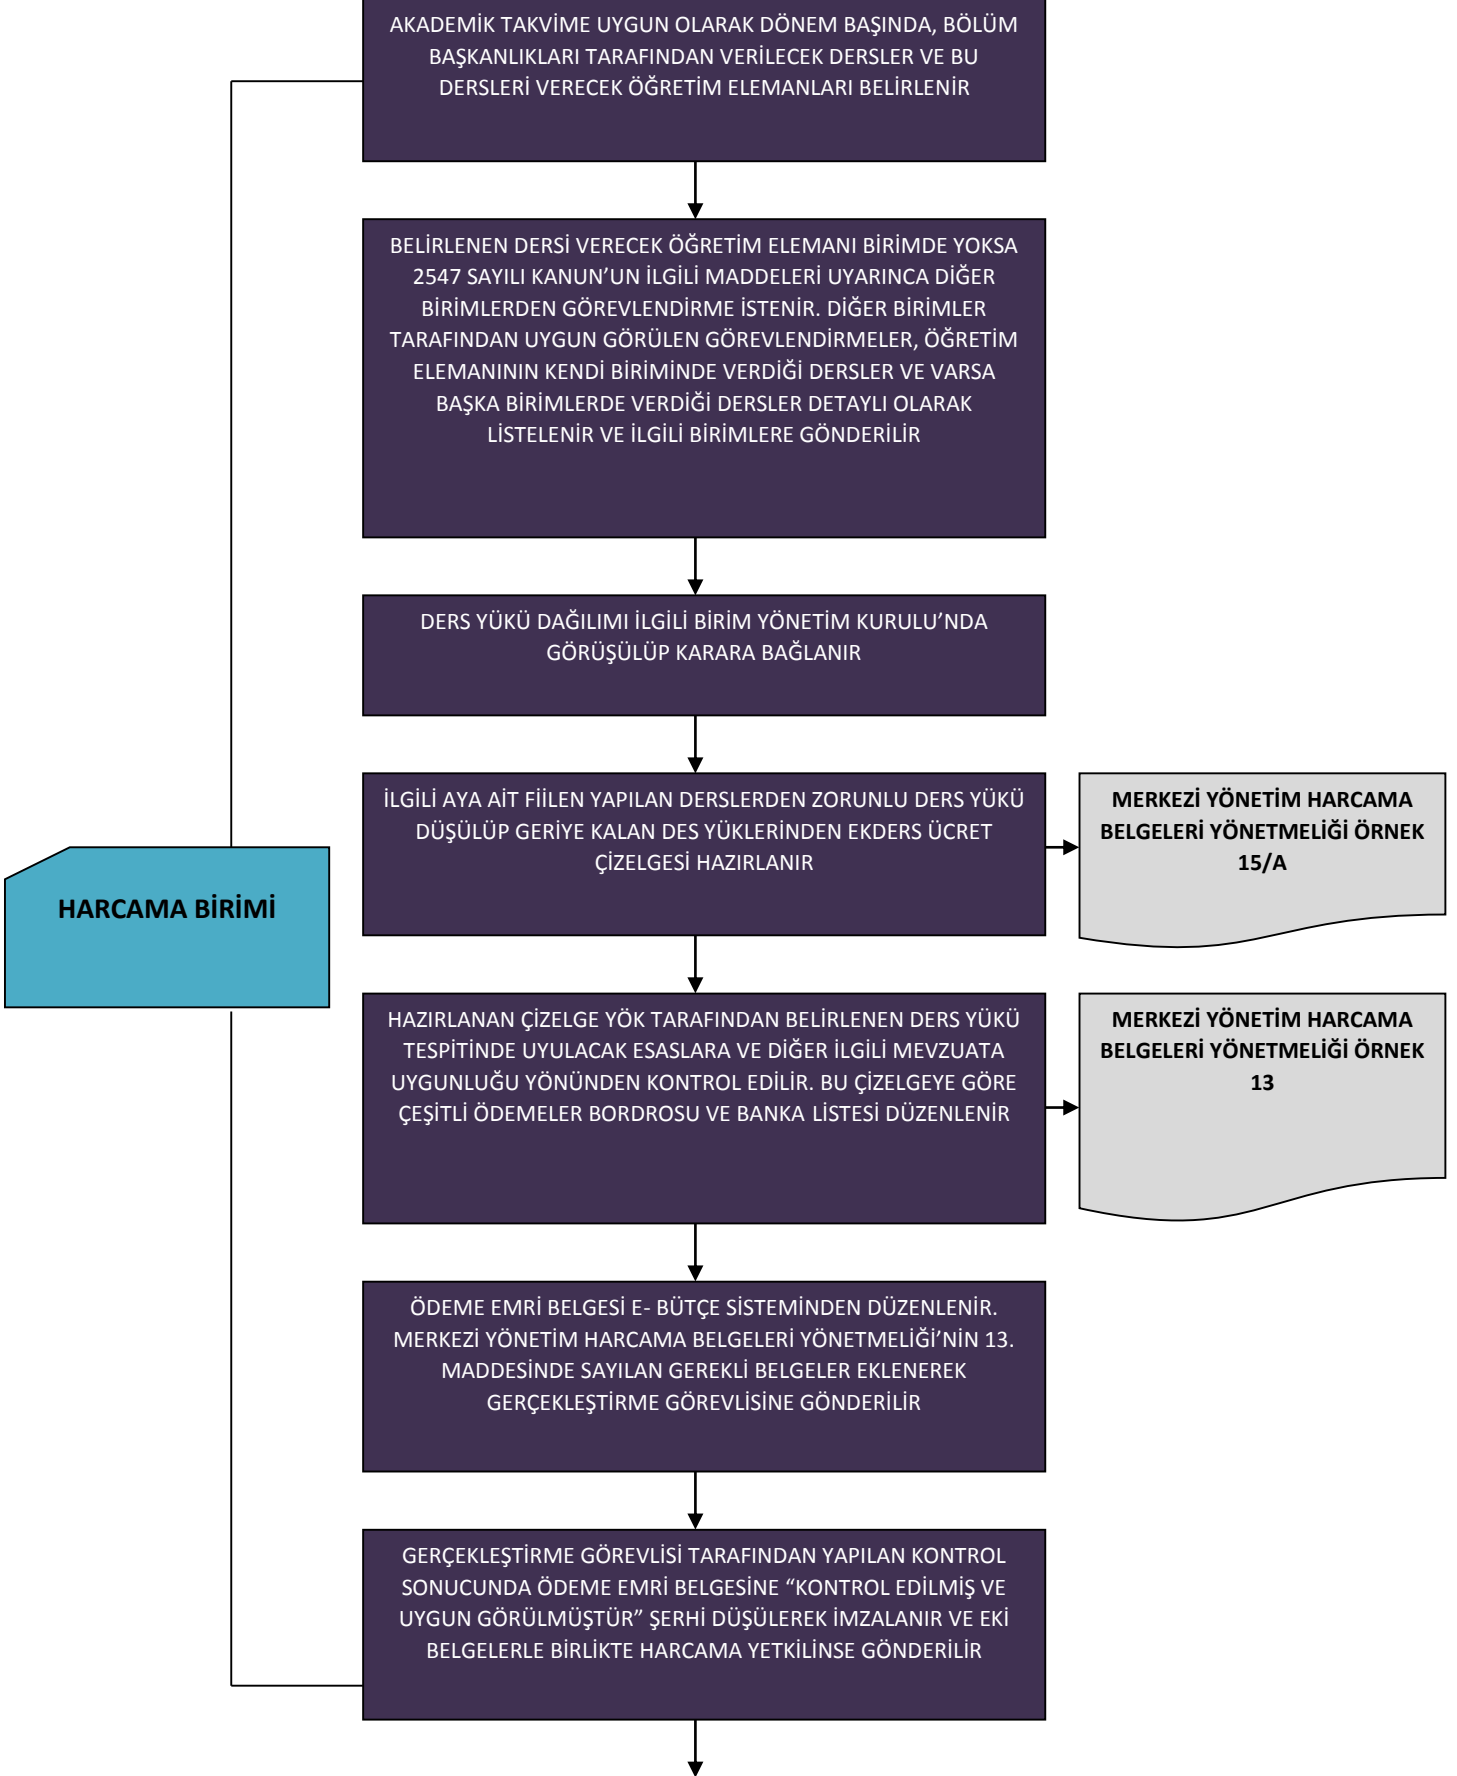 AKADEMİK TAKVİME UYGUN OLARAK DÖNEM BAŞINDA, BÖLÜM
BAŞKANLIKLARI TARAFINDAN VERİLECEK DERSLER VE BU
DERSLERİ VERECEK ÖĞRETİM ELEMANLARI BELİRLENİR
BELİRLENEN DERSİ VERECEK ÖĞRETİM ELEMANI BİRİMDE YOKSA
2547 SAYILI KANUN’UN İLGİLİ MADDELERİ UYARINCA DİĞER
BİRİMLERDEN GÖREVLENDİRME İSTENİR. DİĞER BİRİMLER
TARAFINDAN UYGUN GÖRÜLEN GÖREVLENDİRMELER, ÖĞRETİM
ELEMANININ KENDİ BİRİMİNDE VERDİĞİ DERSLER VE VARSA
BAŞKA BİRİMLERDE VERDİĞİ DERSLER DETAYLI OLARAK
LİSTELENİR VE İLGİLİ BİRİMLERE GÖNDERİLİR
DERS YÜKÜ DAĞILIMI İLGİLİ BİRİM YÖNETİM KURULU’NDA
GÖRÜŞÜLÜP KARARA BAĞLANIR
İLGİLİ AYA AİT FİİLEN YAPILAN DERSLERDEN ZORUNLU DERS YÜKÜ
DÜŞÜLÜP GERİYE KALAN DES YÜKLERİNDEN EKDERS ÜCRET
ÇİZELGESİ HAZIRLANIR
MERKEZİ YÖNETİM HARCAMA
BELGELERİ YÖNETMELİĞİ ÖRNEK
15/A
HARCAMA BİRİMİ
HAZIRLANAN ÇİZELGE YÖK TARAFINDAN BELİRLENEN DERS YÜKÜ
TESPİTİNDE UYULACAK ESASLARA VE DİĞER İLGİLİ MEVZUATA
UYGUNLUĞU YÖNÜNDEN KONTROL EDİLİR. BU ÇİZELGEYE GÖRE
ÇEŞİTLİ ÖDEMELER BORDROSU VE BANKA LİSTESİ DÜZENLENİR
MERKEZİ YÖNETİM HARCAMA
BELGELERİ YÖNETMELİĞİ ÖRNEK
13
ÖDEME EMRİ BELGESİ E- BÜTÇE SİSTEMİNDEN DÜZENLENİR.
MERKEZİ YÖNETİM HARCAMA BELGELERİ YÖNETMELİĞİ’NİN 13.
MADDESİNDE SAYILAN GEREKLİ BELGELER EKLENEREK
GERÇEKLEŞTİRME GÖREVLİSİNE GÖNDERİLİR
GERÇEKLEŞTİRME GÖREVLİSİ TARAFINDAN YAPILAN KONTROL
SONUCUNDA ÖDEME EMRİ BELGESİNE “KONTROL EDİLMİŞ VE
UYGUN GÖRÜLMÜŞTÜR” ŞERHİ DÜŞÜLEREK İMZALANIR VE EKİ
BELGELERLE BİRLİKTE HARCAMA YETKİLİNSE GÖNDERİLİR